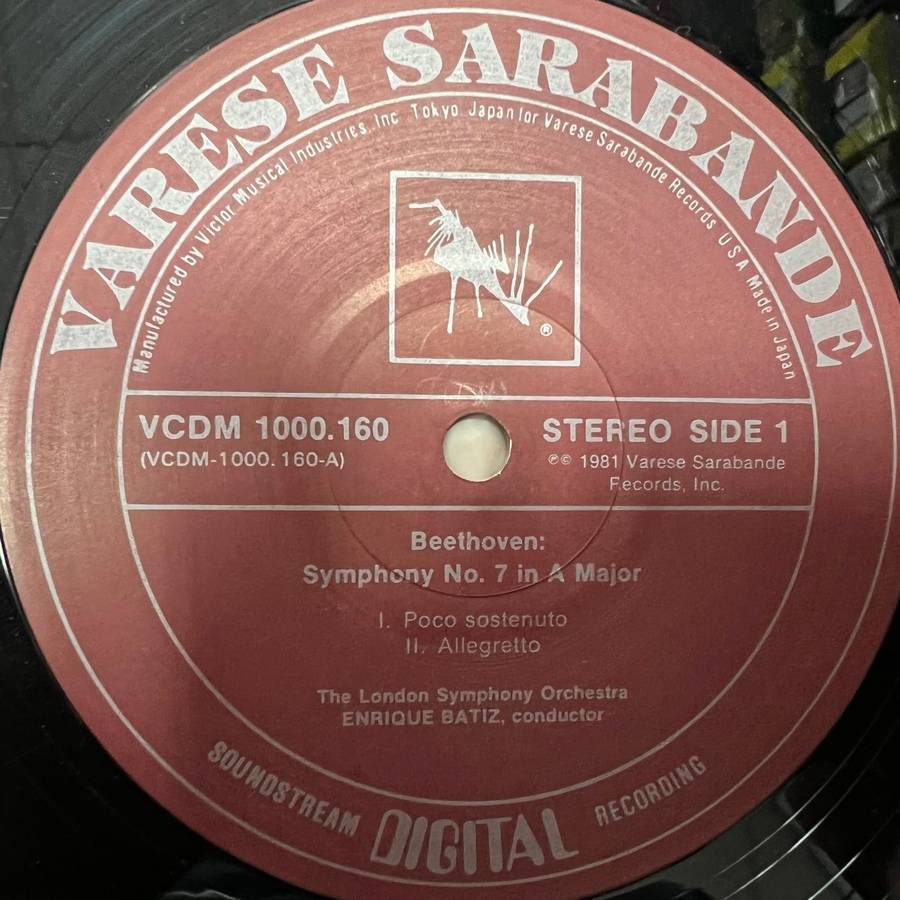 VARESE SARABANDE
Manufactured by Victor Musical Industries, Inc Tokyo Japan for Varese Sarabande Records U S A Made in Japan
®
VCDM 1000.160
(VCDM-1000.160-A)
STEREO SIDE 1
℗© 1981 Varese Sarabande
Records, Inc.
Beethoven:
Symphony No. 7 in A Major
I. Poco sostenuto
II. Allegretto
The London Symphony Orchestra
ENRIQUE BATIZ, conductor
SOUNDSTREAM DIGITAL RECORDING